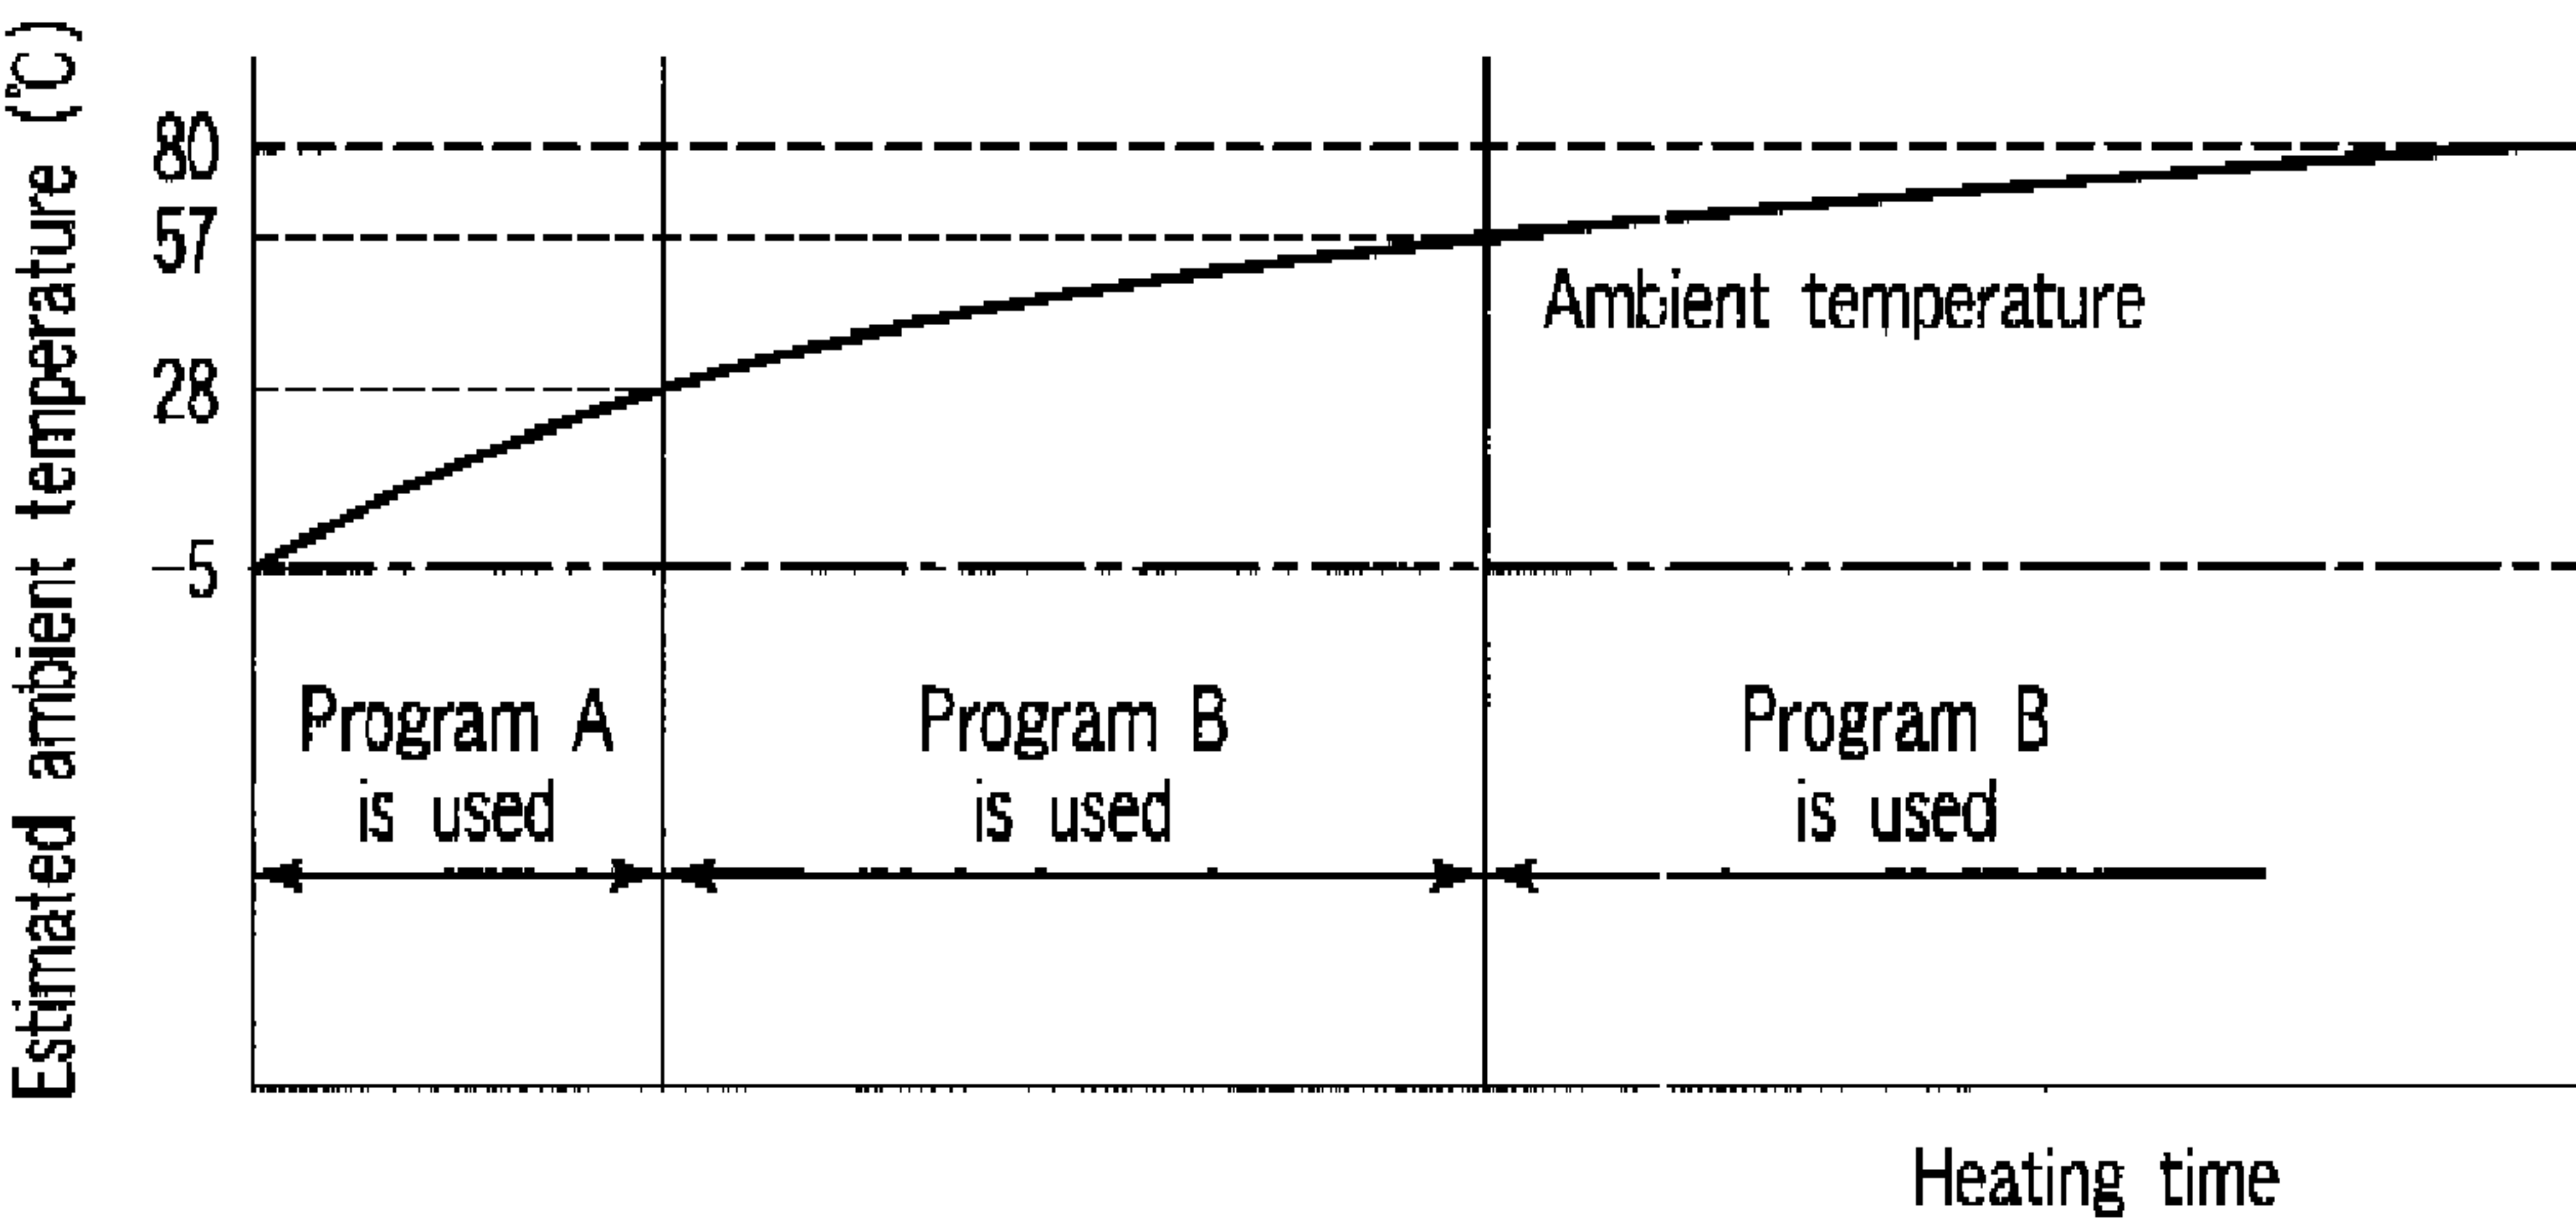 Estimated ambient temperature (℃)
80
57
28
-5
Ambient temperature
Program A
is used
Program B
is used
Program B
is used
Heating time